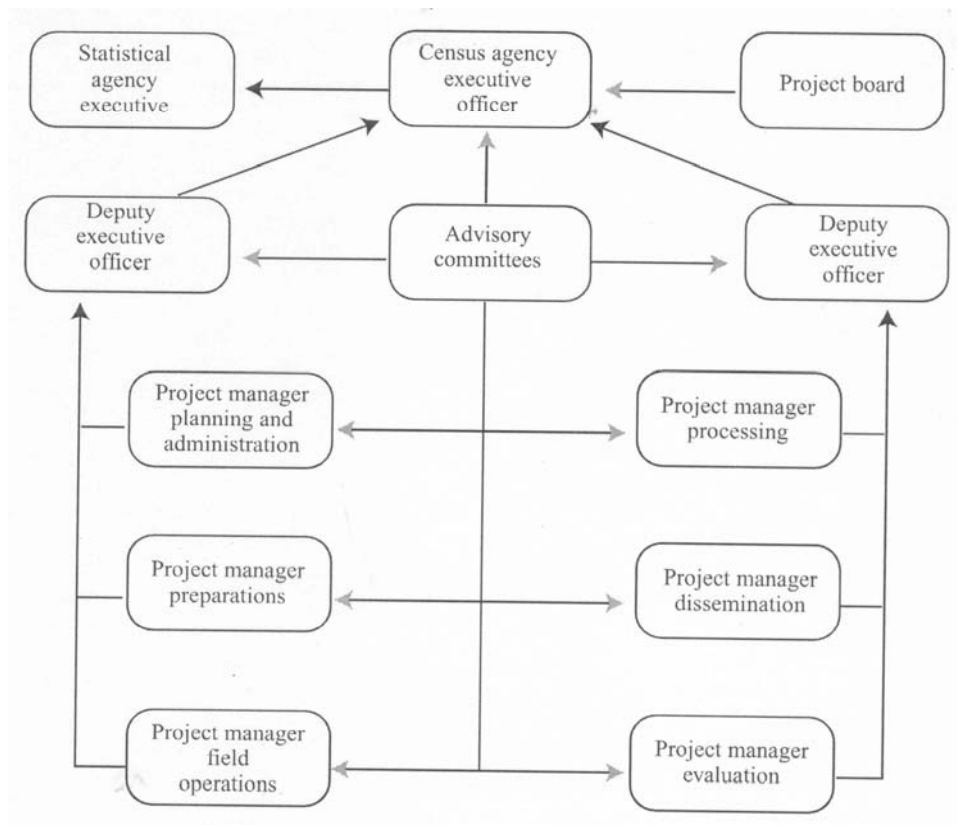 Statistical
agency
executive
Census agency
executive
officer
Project board
Deputy
executive
officer
Advisory
committees
Deputy
executive
officer
Project manager
planning and
administration
Project manager
processing
Project manager
preparations
Project manager
dissemination
Project manager
field
operations
Project manager
evaluation